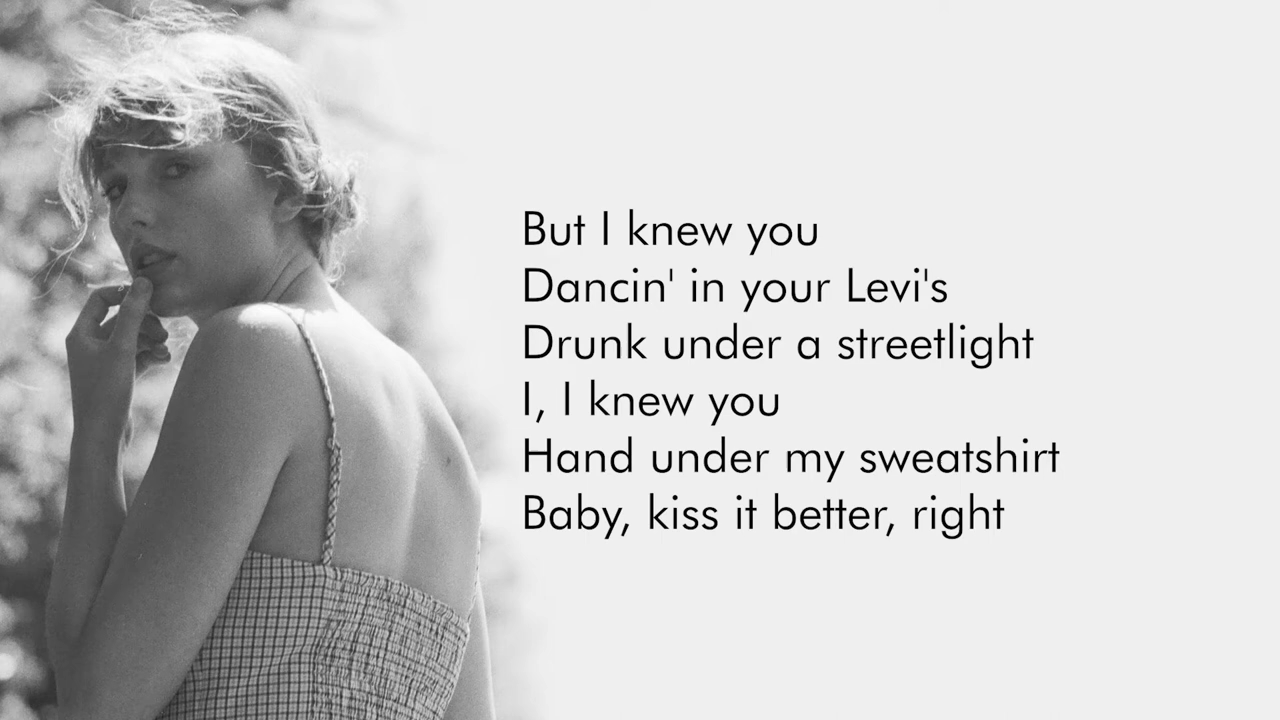 But I knew you
Dancin' in your Levi's
Drunk under a streetlight
I, I knew you
Hand under my sweatshirt
Baby, kiss it better, right